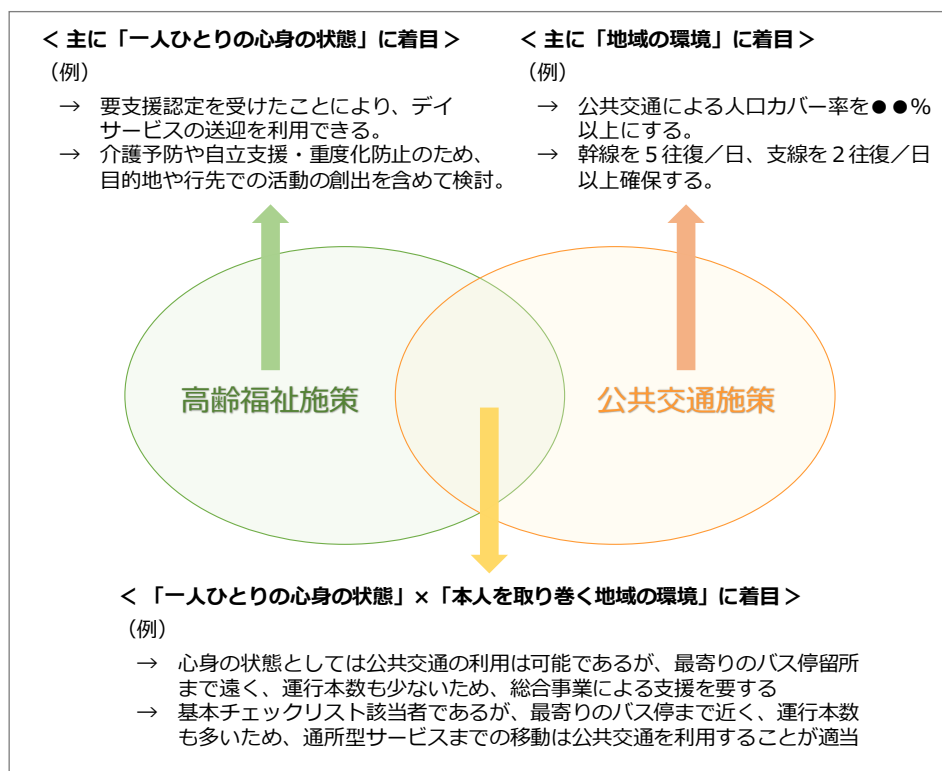 ＜ 主に「一人ひとりの心身の状態」に着目＞
（例）
→ 要支援認定を受けたことにより、デイ
サービスの送迎を利用できる。
→ 介護予防や自立支援・重度化防止のため、
目的地や行先での活動の創出を含めて検討。
＜ 主に「地域の環境」に着目＞
（例）
→ 公共交通による人口カバー率を●●%
以上にする。
→ 幹線を５往復／日、支線を２往復／日
以上確保する。
高齢福祉施策
公共交通施策
＜ 「一人ひとりの心身の状態」×「本人を取り巻く地域の環境」に着目＞
（例）
→ 心身の状態としては公共交通の利用は可能であるが、最寄りのバス停留所
まで遠く、運行本数も少ないため、総合事業による支援を要する
→ 基本チェックリスト該当者であるが、最寄りのバス停まで近く、運行本数
も多いため、通所型サービスまでの移動は公共交通を利用することが適当